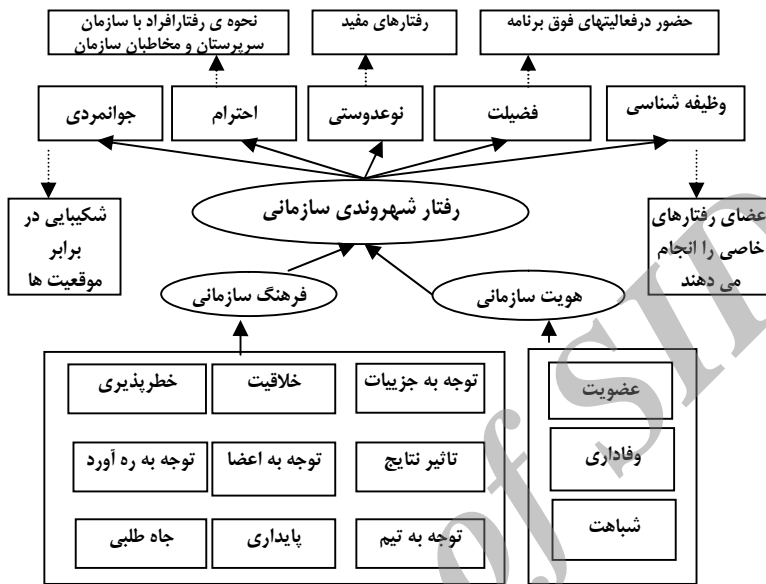 حضور درفعالیتهای فوق برنامه
رفتارهای مفید
نحوه ی رفتارافراد با سازمان
سرپرستان و مخاطبان سازمان
وظیفه شناسی
فضیلت
نوعدوستی
احترام
جوانمردی
رفتار شهروندی سازمانی
عضای رفتارهای
خاصی را انجام
می دهند
شکیبایی در
برابر
موقعیت ها
هویت سازمانی
فرهنگ سازمانی
عضویت
وفاداری
شباهت
توجه به جزییات
خلاقیت
خطرپذیری
تاثیر نتایج
توجه به اعضا
توجه به ره آورد
توجه به تیم
پایداری
جاه طلبی
of SID